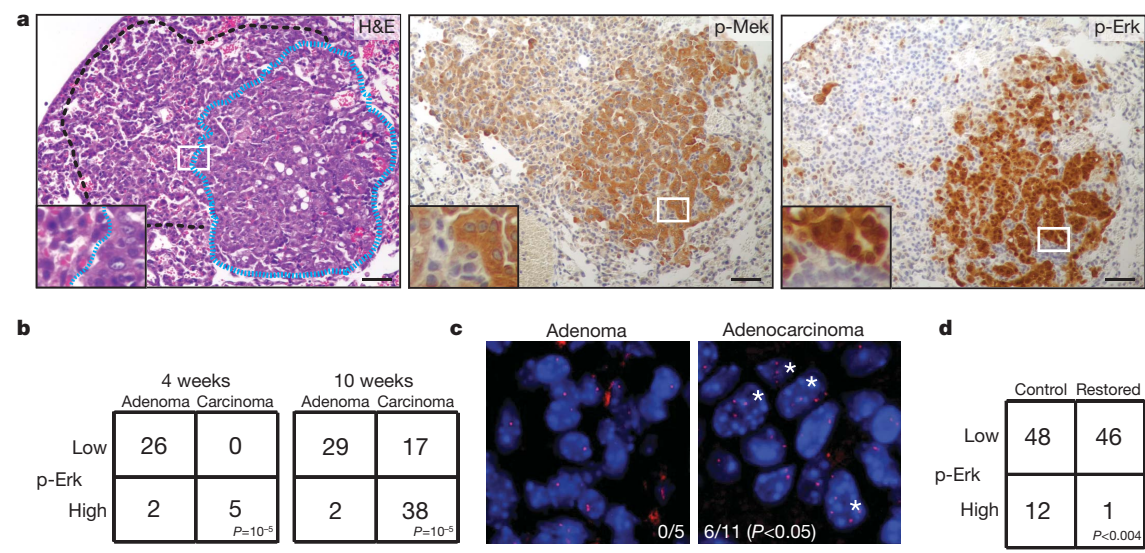 a
H&E
p-Mek
p-Erk
b
4 weeks
10 weeks
Adenoma Carcinoma
Adenoma Carcinoma
p-Erk
Low
High
26 0
2 5
P=10⁻⁵
29 17
2 38
P=10⁻⁵
c
Adenoma
Adenocarcinoma
* * * *
0/5
6/11 (P<0.05)
d
Control Restored
p-Erk
Low
High
48 46
12 1
P<0.004